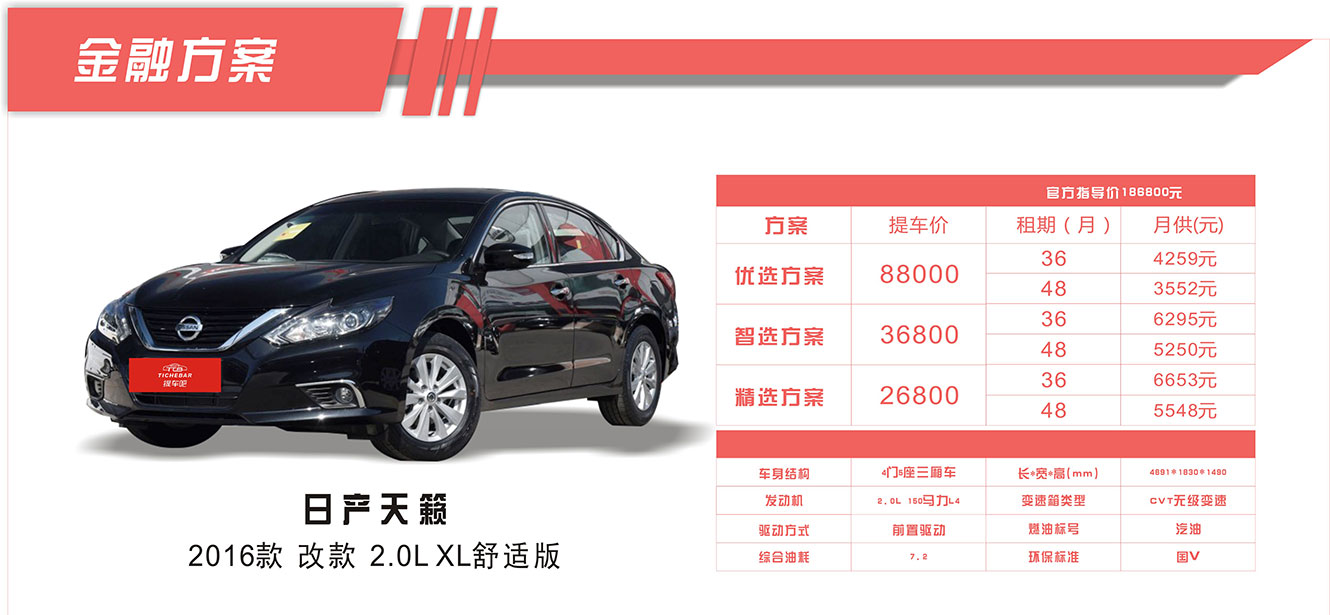 金融方案
NISSAN
TCB
TICHEBAR
提车吧
日产天籁
2016款 改款 2.0L XL舒适版
官方指导价186800元
方案 提车价 租期（月） 月供(元)
优选方案 88000 36 4259元
48 3552元
智选方案 36800 36 6295元
48 5250元
精选方案 26800 36 6653元
48 5548元
车身结构 4门5座三厢车 长*宽*高(mm) 4891*1830*1490
发动机 2.0L 150马力L4 变速箱类型 CVT无级变速
驱动方式 前置驱动 燃油标号 汽油
综合油耗 7.2 环保标准 国V